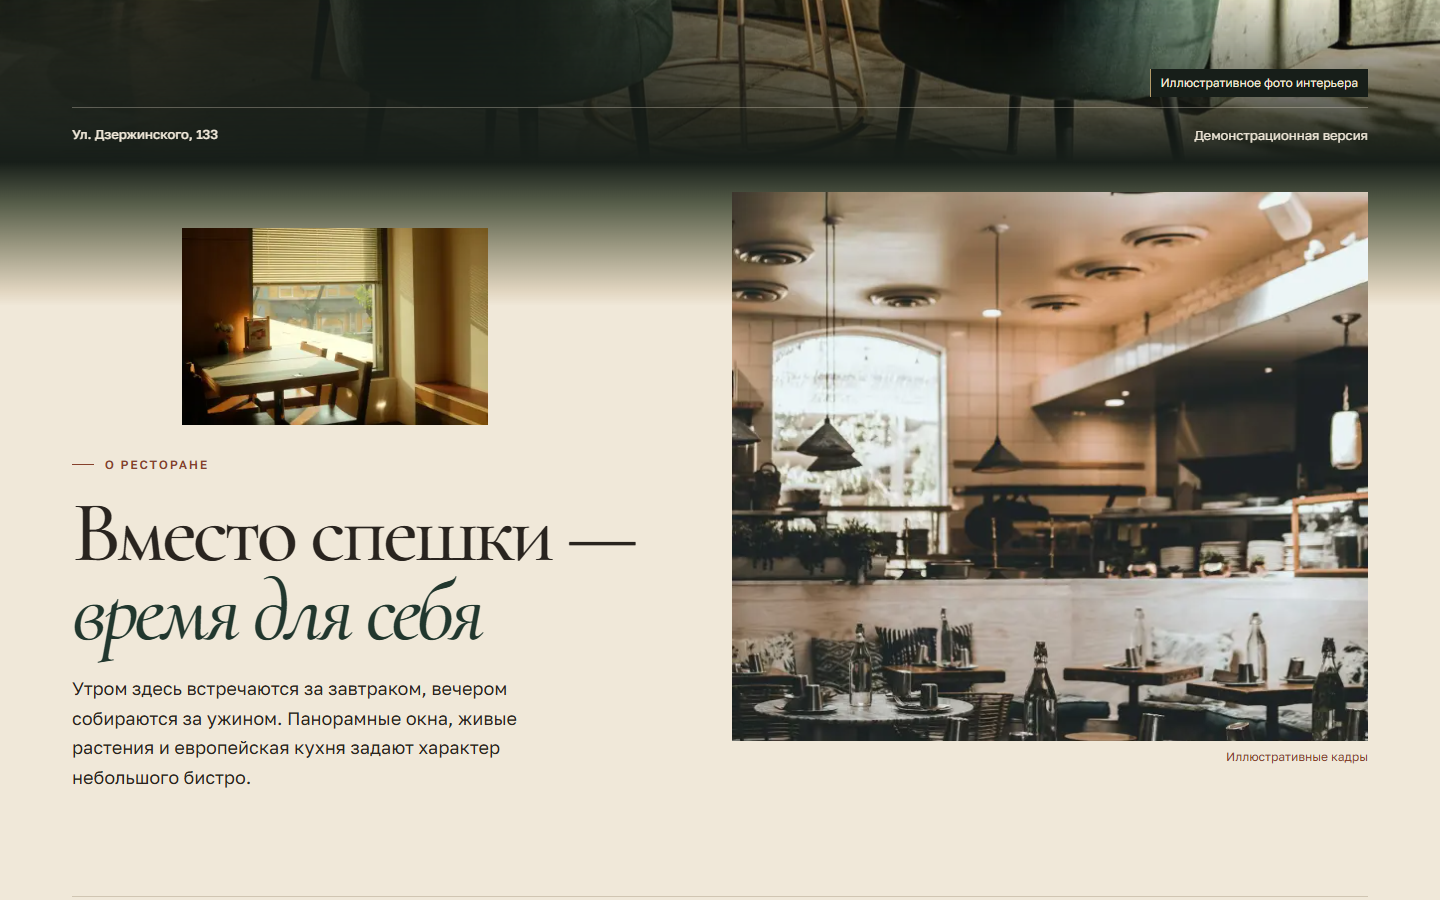 Иллюстративное фото интерьера
Ул. Дзержинского, 133
Демонстрационная версия
О РЕСТОРАНЕ
Вместо спешки —
время для себя
Утром здесь встречаются за завтраком, вечером
собираются за ужином. Панорамные окна, живые
растения и европейская кухня задают характер
небольшого бистро.
Иллюстративные кадры